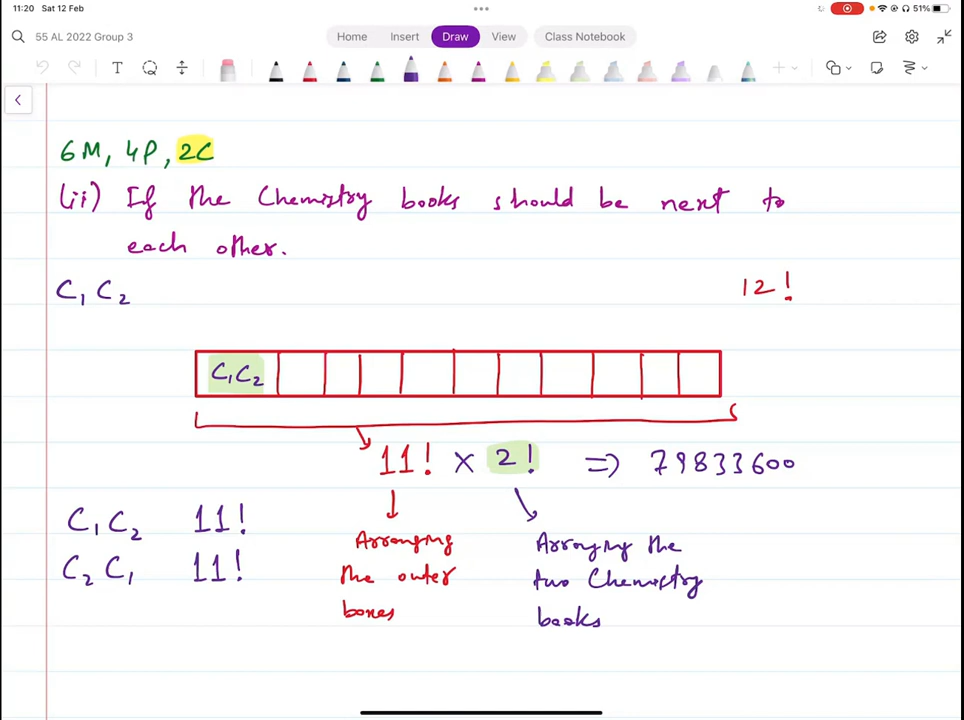 11:20 Sat 12 Feb
51%
55 AL 2022 Group 3
Home Insert Draw View Class Notebook
T
6M, 4P, 2C
(ii) If the Chemistry books should be next to
each other.
C₁ C₂
12!
C₁C₂
11! × 2! => 79833600
C₁ C₂ 11!
C₂ C₁ 11!
Arranging
the outer
boxes
Arranging the
two Chemistry
books